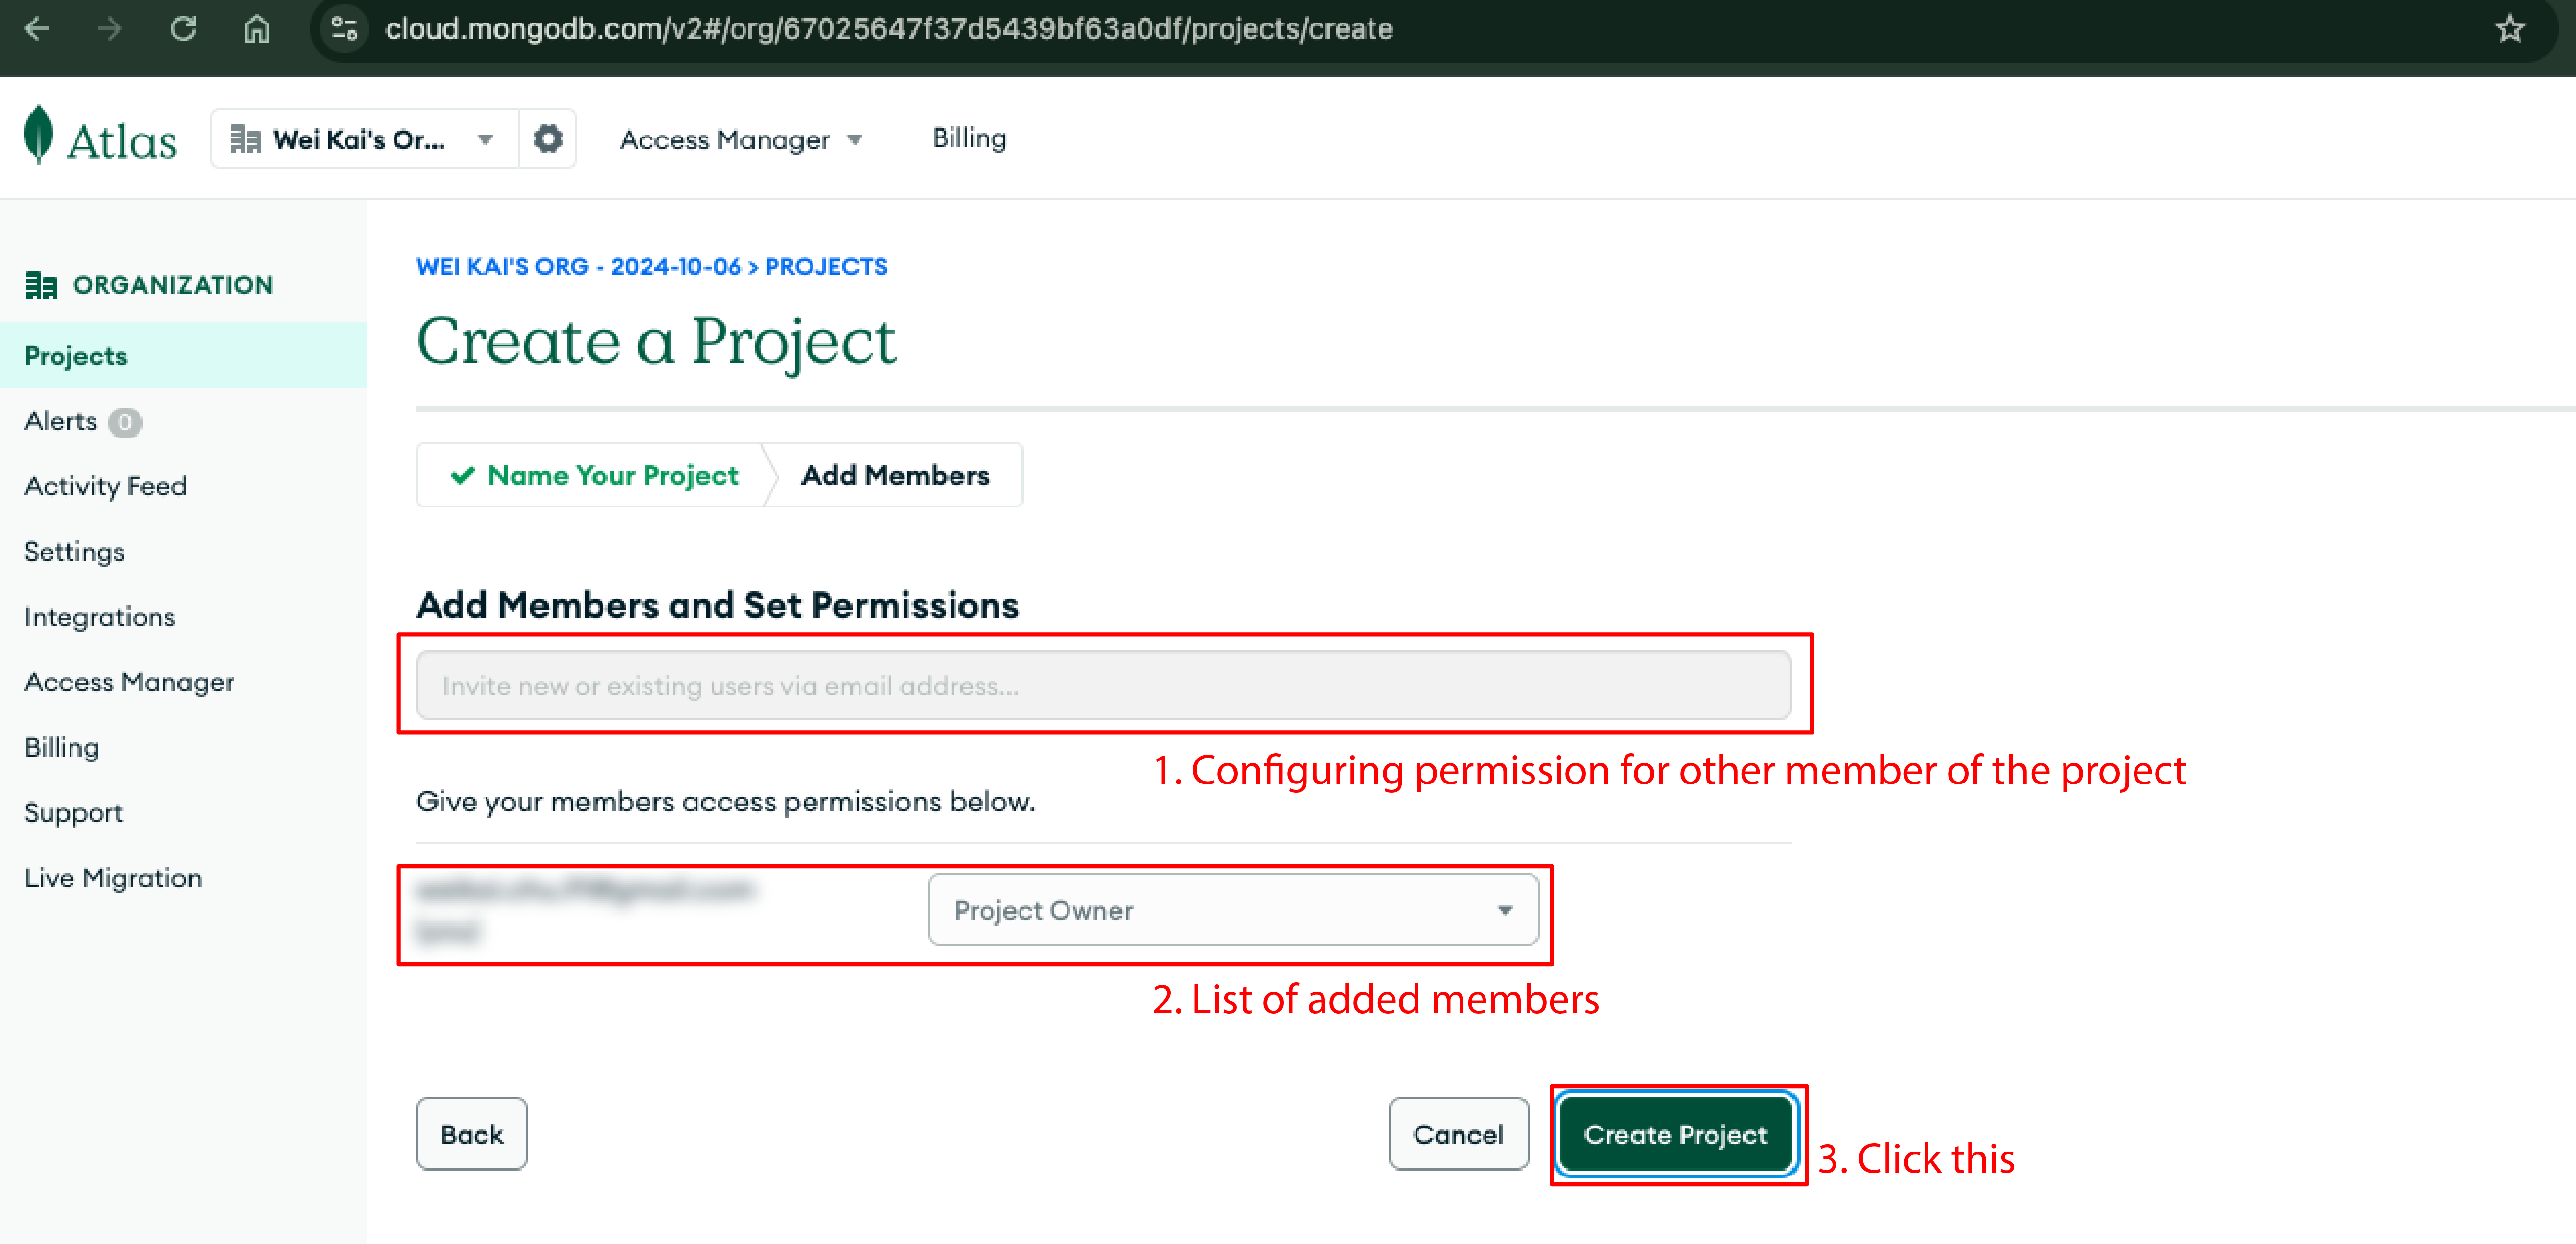 cloud.mongodb.com/v2#/org/67025647f37d5439bf63a0df/projects/create
Atlas
Wei Kai's Or...
Access Manager
Billing
ORGANIZATION
Projects
Alerts 0
Activity Feed
Settings
Integrations
Access Manager
Billing
Support
Live Migration
WEI KAI'S ORG - 2024-10-06 > PROJECTS
Create a Project
Name Your Project
Add Members
Add Members and Set Permissions
Invite new or existing users via email address...
1. Configuring permission for other member of the project
Give your members access permissions below.
Project Owner
2. List of added members
Back
Cancel
Create Project
3. Click this